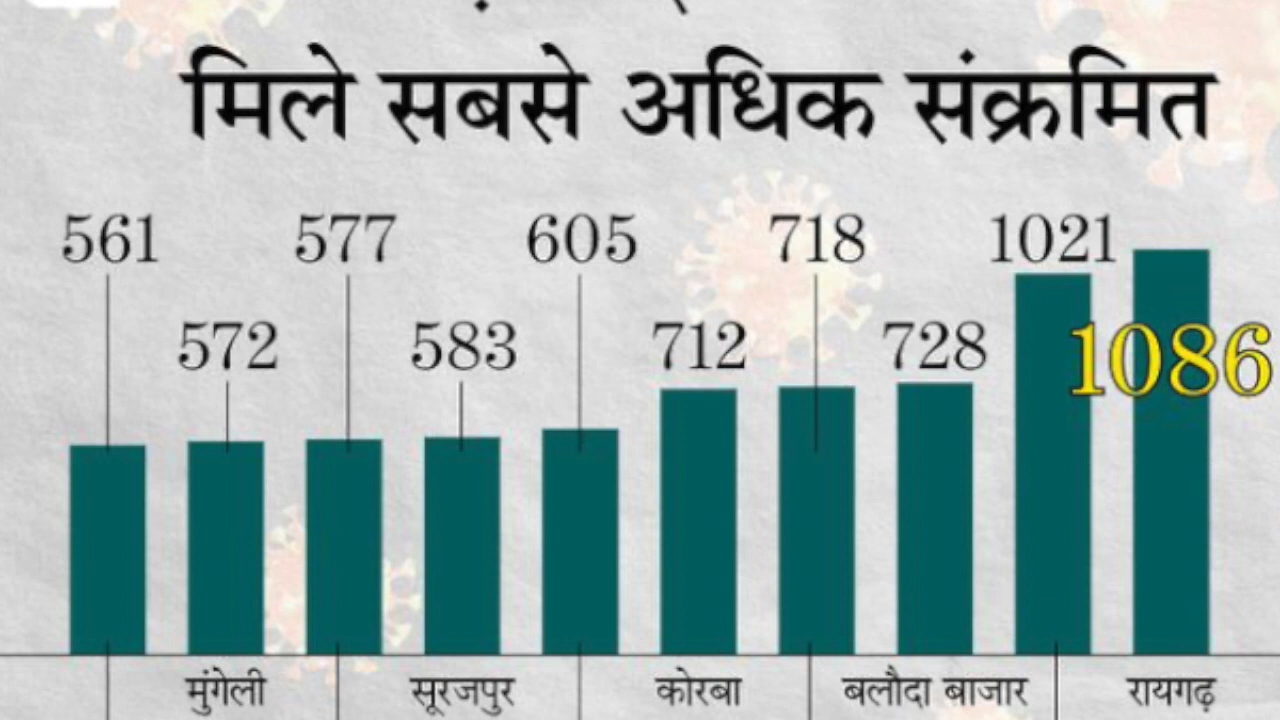 मिले सबसे अधिक संक्रमित
561 577 605 718 1021
572 583 712 728 1086
मुंगेली सूरजपुर कोरबा बलौदा बाजार रायगढ़